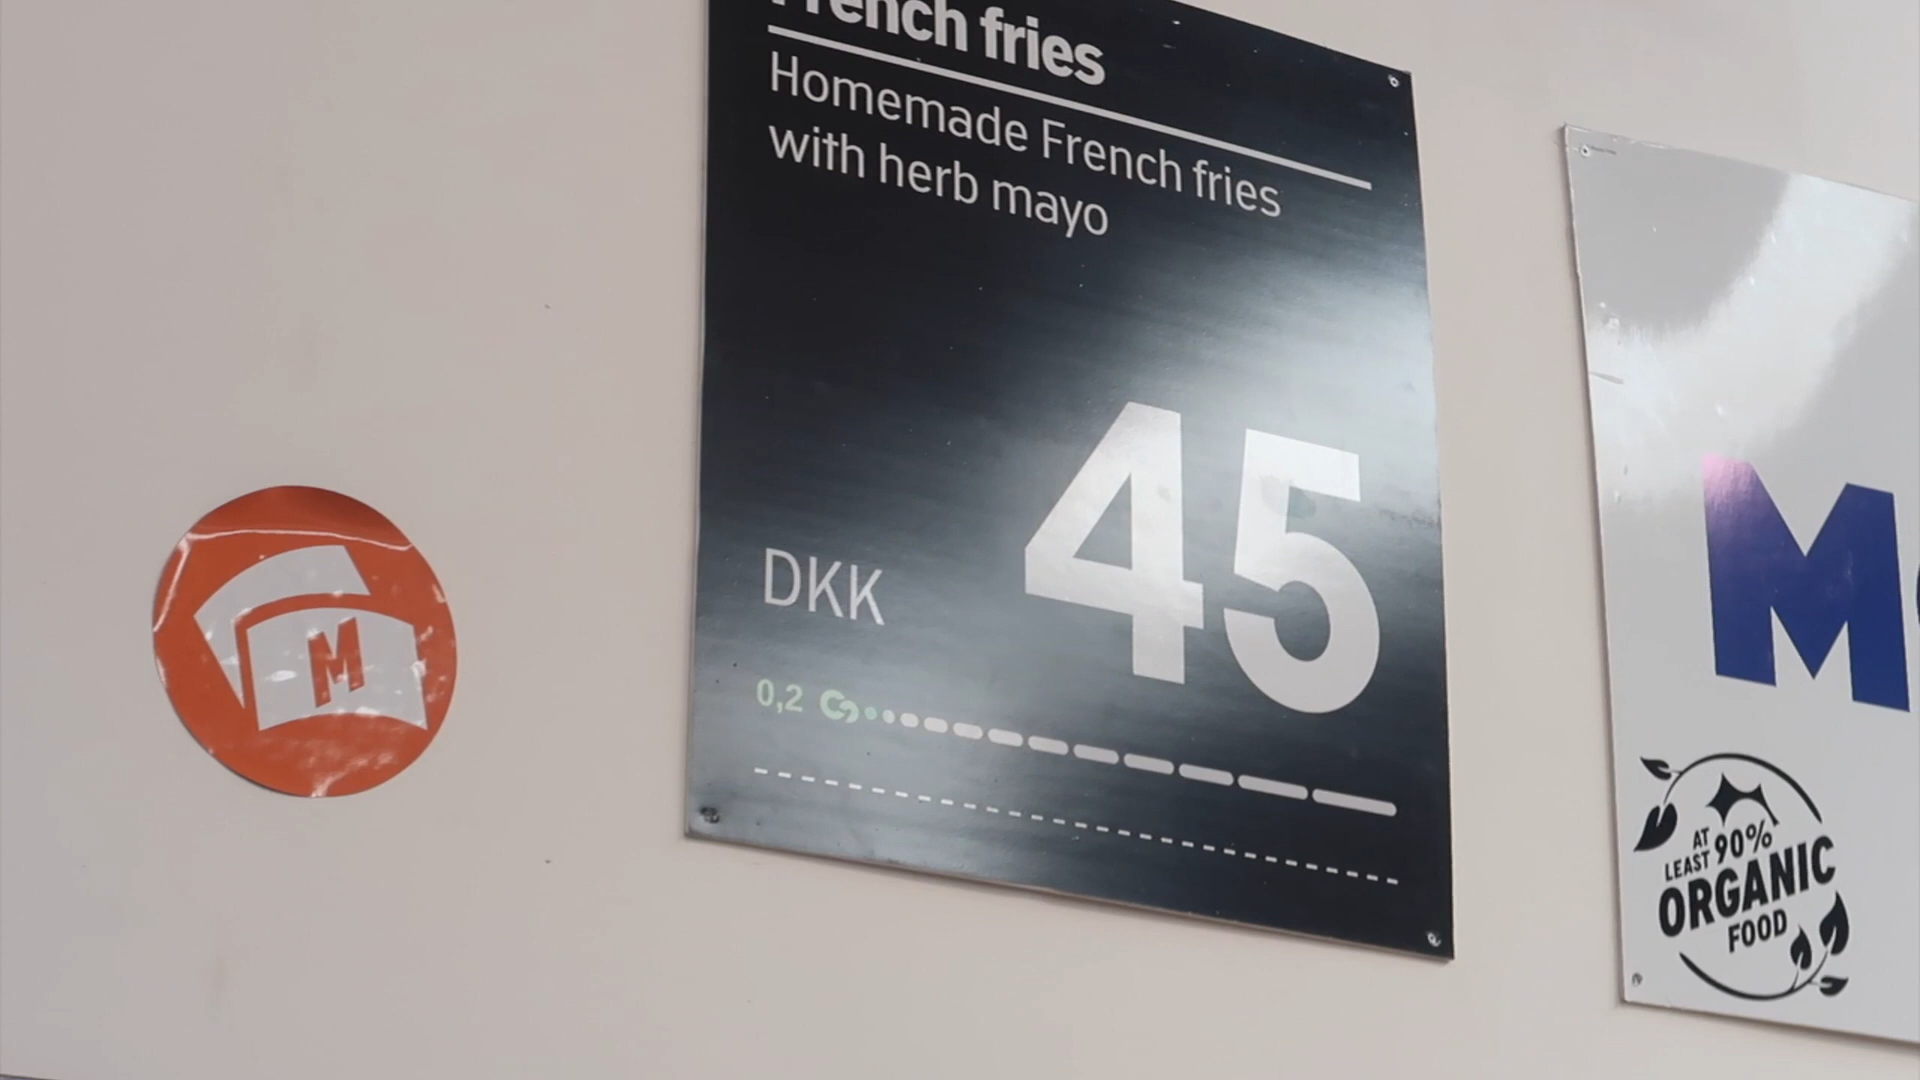 French fries
Homemade French fries
with herb mayo
45
DKK
0,2
M
M
AT
LEAST 90%
ORGANIC
FOOD